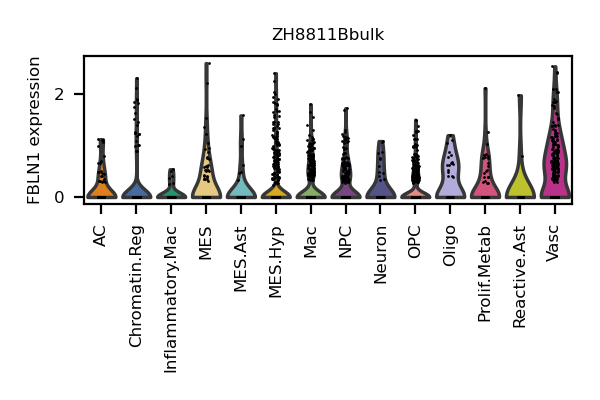 ZH8811Bbulk
FBLN1 expression
2
0
AC
Chromatin.Reg
Inflammatory.Mac
MES
MES.Ast
MES.Hyp
Mac
NPC
Neuron
OPC
Oligo
Prolif.Metab
Reactive.Ast
Vasc